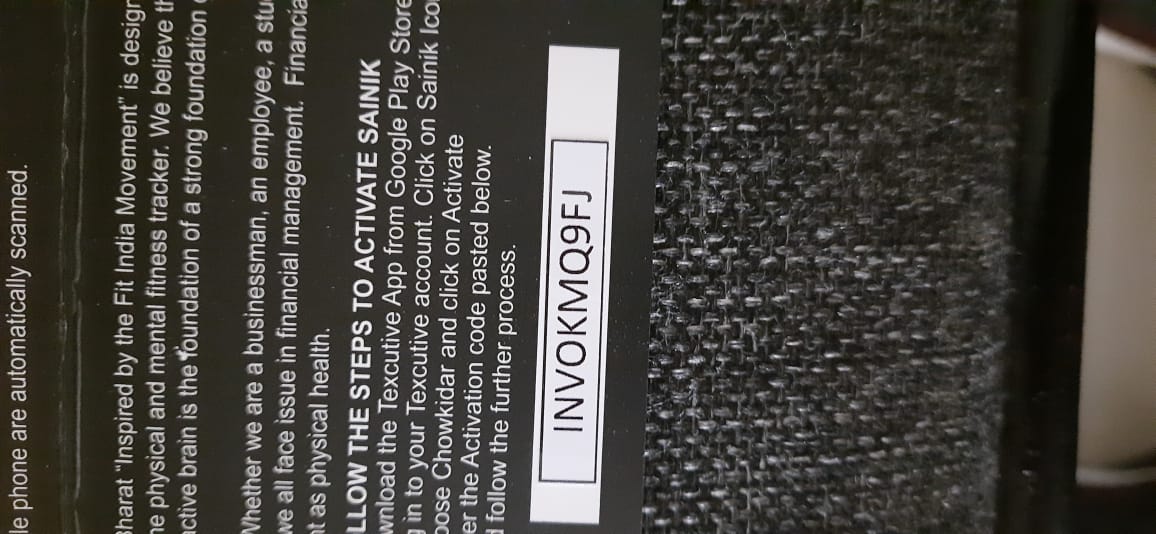 le phone are automatically scanned.
Bharat "Inspired by the Fit India Movement" is design
he physical and mental fitness tracker. We believe th
active brain is the foundation of a strong foundation
Whether we are a businessman, an employee, a stu
we all face issue in financial management. Financia
nt as physical health.
LLOW THE STEPS TO ACTIVATE SAINIK
wnload the Texcutive App from Google Play Store
g in to your Texcutive account. Click on Sainik Ico
oose Chowkidar and click on Activate
er the Activation code pasted below.
d follow the further process.
INVOKMQ9FJ